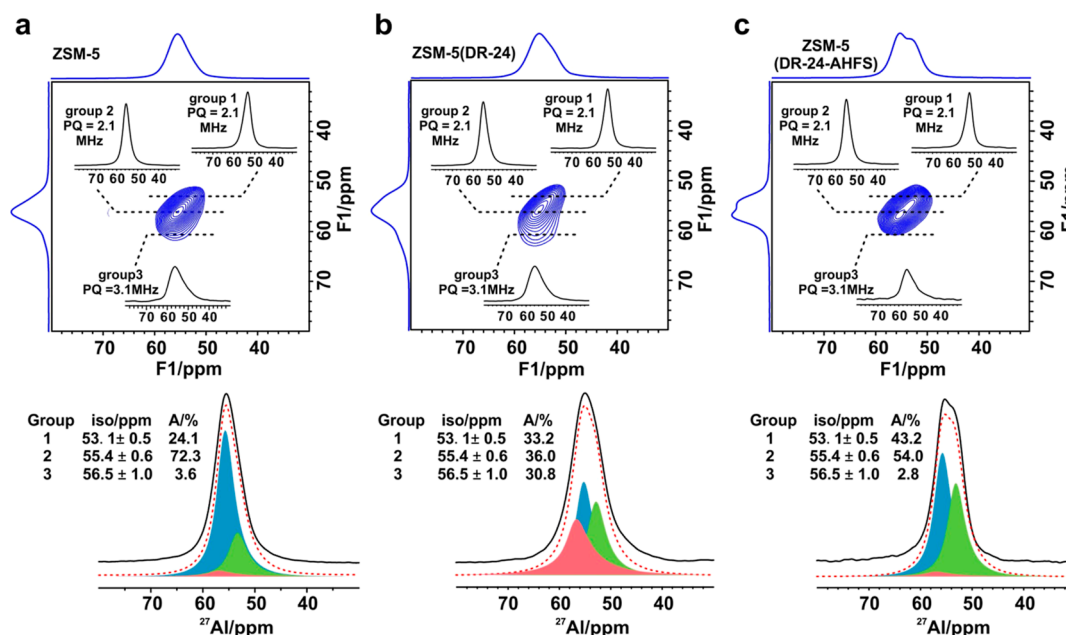 a
ZSM-5
group 2
PQ = 2.1
MHz
70 60 50 40
group 1
PQ = 2.1
MHz
70 60 50 40
group3
PQ =3.1MHz
70 60 50 40
40
50
60
70
F1/ppm
70 60 50 40
F1/ppm
b
ZSM-5(DR-24)
group 2
PQ = 2.1
MHz
70 60 50 40
group 1
PQ = 2.1
MHz
70 60 50 40
group3
PQ =3.1MHz
70 60 50 40
40
50
60
70
F1/ppm
70 60 50 40
F1/ppm
c
ZSM-5
(DR-24-AHFS)
group 2
PQ = 2.1
MHz
70 60 50 40
group 1
PQ = 2.1
MHz
70 60 50 40
group3
PQ =3.1MHz
70 60 50 40
40
50
60
70
F1/ppm
70 60 50 40
F1/ppm
Group iso/ppm A/%
1 53. 1± 0.5 24.1
2 55.4 ± 0.6 72.3
3 56.5 ± 1.0 3.6
70 60 50 40
27Al/ppm
Group iso/ppm A/%
1 53. 1± 0.5 33.2
2 55.4 ± 0.6 36.0
3 56.5 ± 1.0 30.8
70 60 50 40
27Al/ppm
Group iso/ppm A/%
1 53. 1± 0.5 43.2
2 55.4 ± 0.6 54.0
3 56.5 ± 1.0 2.8
70 60 50 40
27Al/ppm